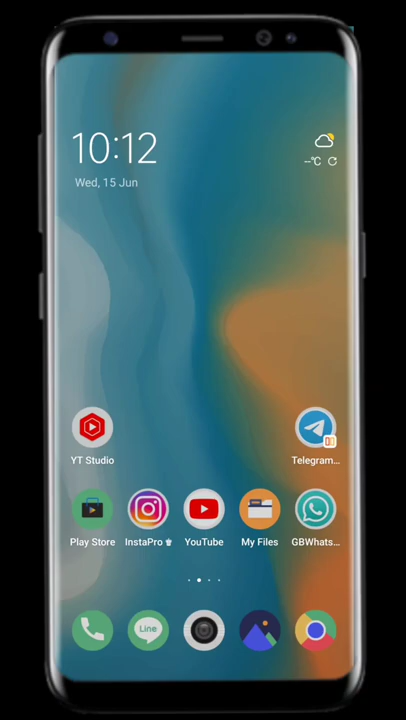 10:12
Wed, 15 Jun
--°C
YT Studio
Telegram...
Play Store
InstaPro
YouTube
My Files
GBWhats...
Line